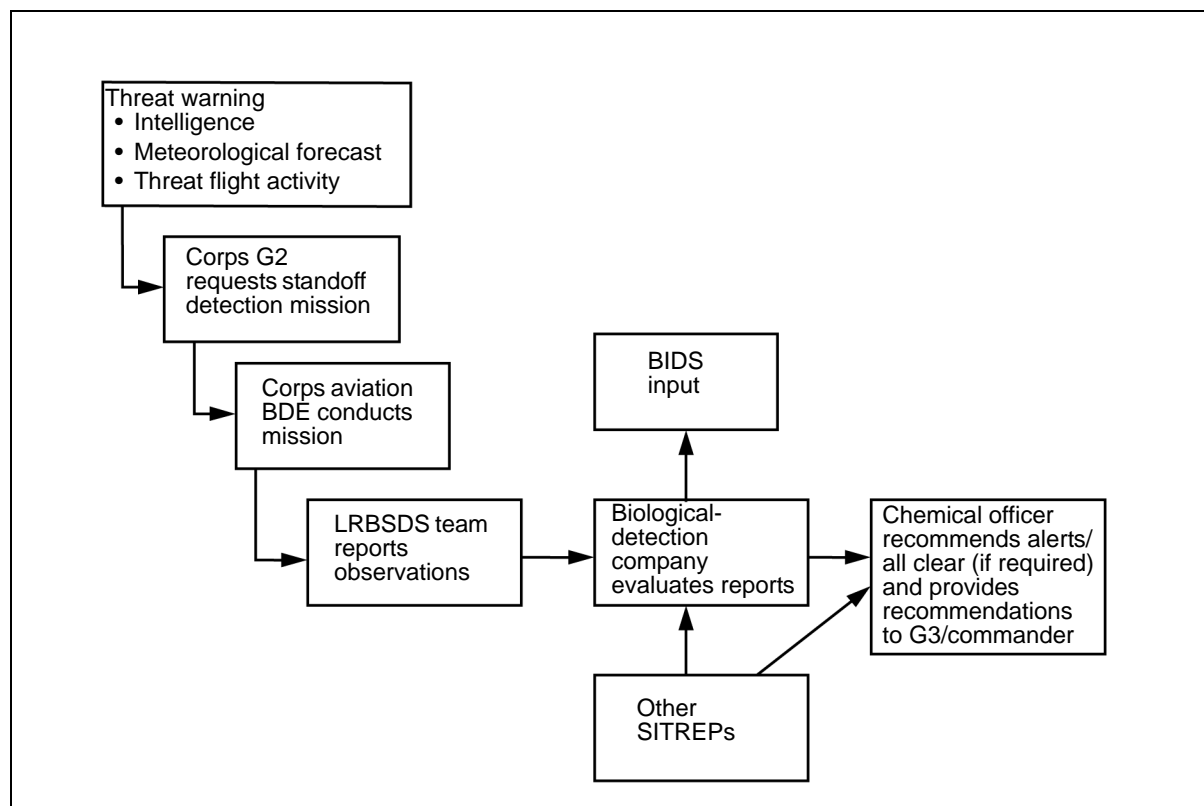 Threat warning
• Intelligence
• Meteorological forecast
• Threat flight activity
Corps G2
requests standoff
detection mission
Corps aviation
BDE conducts
mission
LRBSDS team
reports
observations
BIDS
input
Biological-
detection
company
evaluates reports
Chemical officer
recommends alerts/
all clear (if required)
and provides
recommendations
to G3/commander
Other
SITREPs